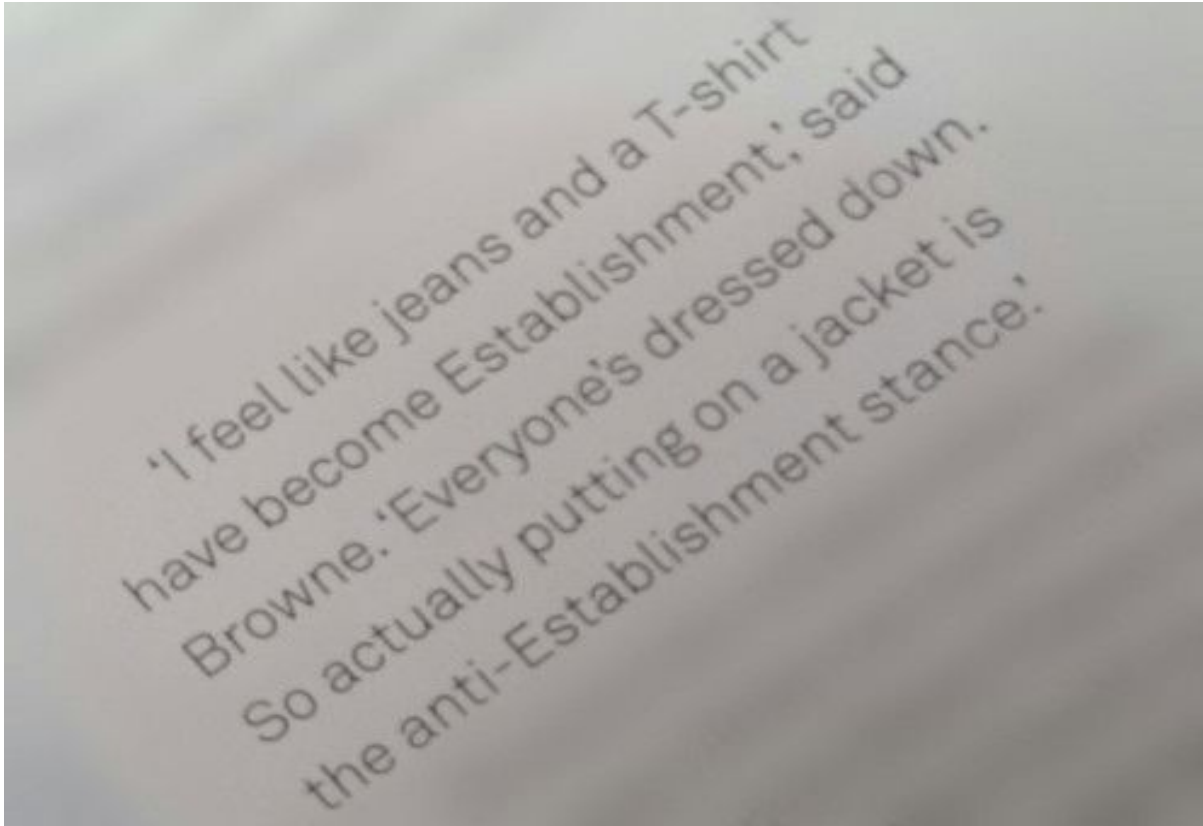 ‘I feel like jeans and a T-shirt
have become Establishment,’ said
Browne. ‘Everyone’s dressed down.
So actually putting on a jacket is
the anti-Establishment stance.’